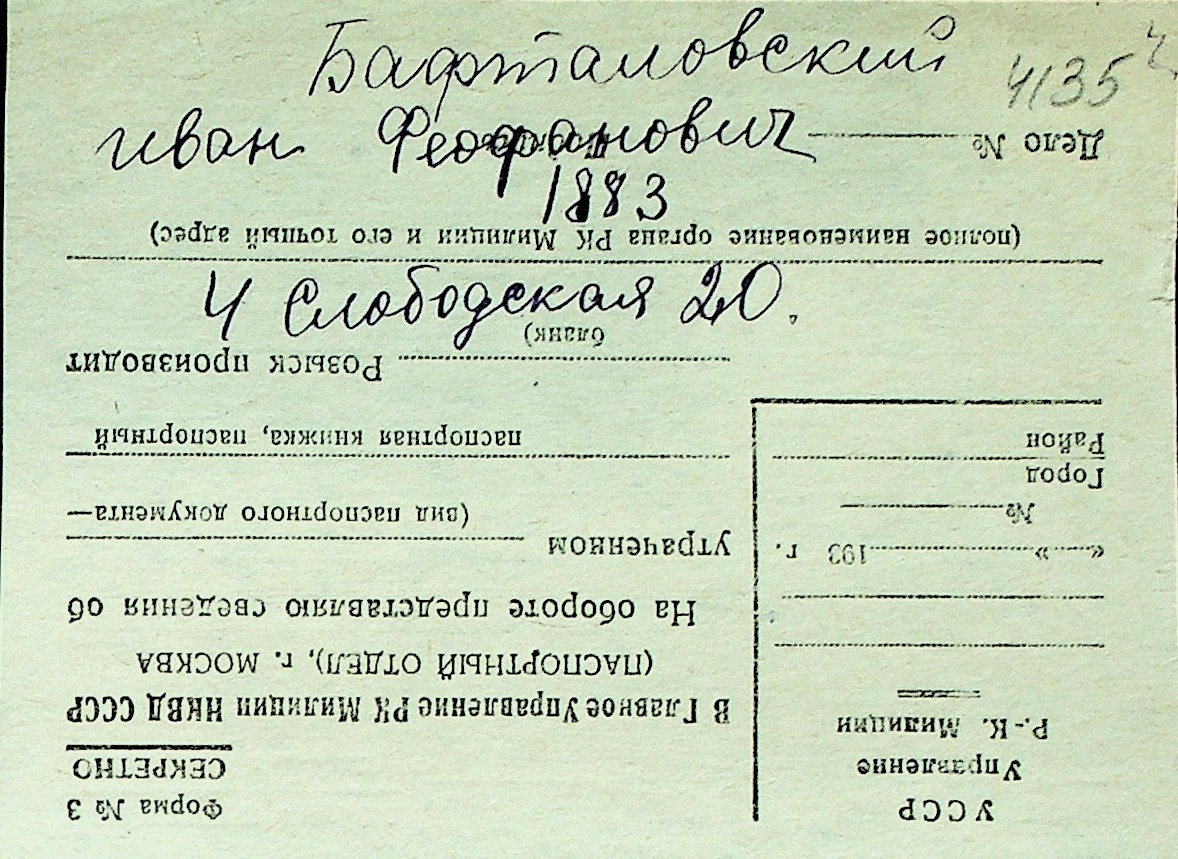 Бафталовский
4135
ч
иван Феофанович
1883
4 Слободская 20.
Форма № 3
СЕКРЕТНО
В Главное Управление РК Милиции НКВД СССР
(ПАСПОРТНЫЙ ОТДЕЛ), г. МОСКВА
На обороте представляю сведения об
утраченном
(вид паспортного документа—
паспортная книжка, паспортный
бланк)
Розыск производит
(полное наименование органа РК Милиции и его точный адрес)
Дело №
УССР
Управление
Р.-К. Милиции
« » 193 г.
№
Город
Район